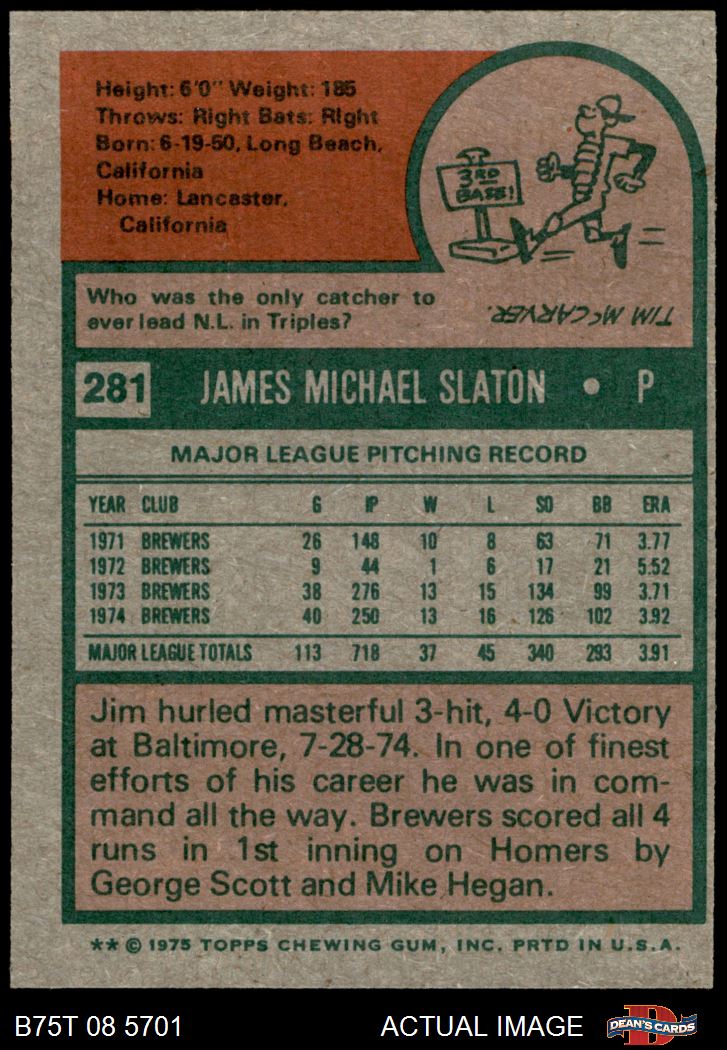 Height: 6'0" Weight: 185
Throws: Right Bats: Right
Born: 6-19-50, Long Beach,
California
Home: Lancaster,
California
3RD
BASE!
Who was the only catcher to
ever lead N.L. in Triples?
TIM McCARVER.
281 JAMES MICHAEL SLATON • P
MAJOR LEAGUE PITCHING RECORD
YEAR CLUB G IP W L SO BB ERA
1971 BREWERS 26 148 10 8 63 71 3.77
1972 BREWERS 9 44 1 6 17 21 5.52
1973 BREWERS 38 276 13 15 134 99 3.71
1974 BREWERS 40 250 13 16 126 102 3.92
MAJOR LEAGUE TOTALS 113 718 37 45 340 293 3.91
Jim hurled masterful 3-hit, 4-0 Victory
at Baltimore, 7-28-74. In one of finest
efforts of his career he was in com-
mand all the way. Brewers scored all 4
runs in 1st inning on Homers by
George Scott and Mike Hegan.
** © 1975 TOPPS CHEWING GUM, INC. PRTD IN U.S.A.
B75T 08 5701 ACTUAL IMAGE D DEAN'S CARDS